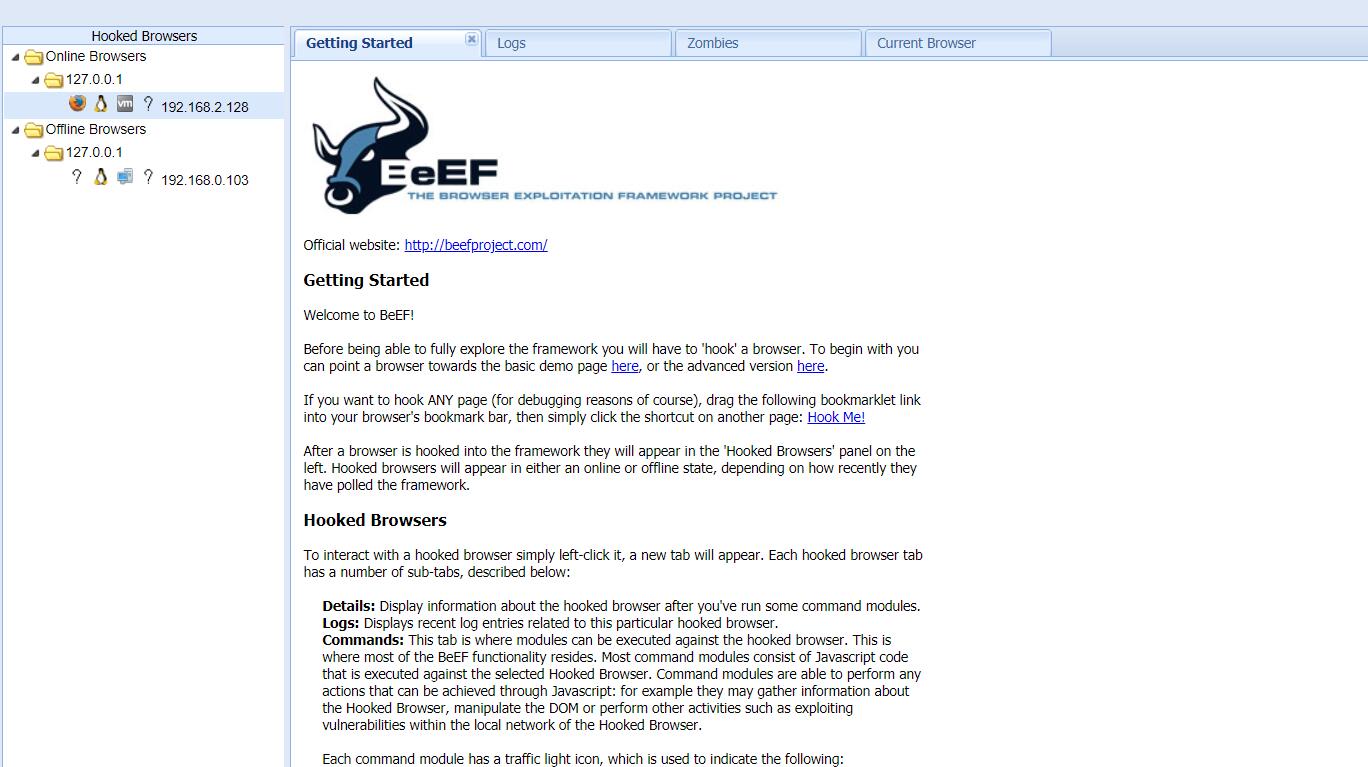 Hooked Browsers
Online Browsers
127.0.0.1
vm ? 192.168.2.128
Offline Browsers
127.0.0.1
? ? 192.168.0.103
Getting Started
Logs
Zombies
Current Browser
BeEF
THE BROWSER EXPLOITATION FRAMEWORK PROJECT
Official website: http://beefproject.com/
Getting Started
Welcome to BeEF!
Before being able to fully explore the framework you will have to 'hook' a browser. To begin with you
can point a browser towards the basic demo page here, or the advanced version here.
If you want to hook ANY page (for debugging reasons of course), drag the following bookmarklet link
into your browser's bookmark bar, then simply click the shortcut on another page: Hook Me!
After a browser is hooked into the framework they will appear in the 'Hooked Browsers' panel on the
left. Hooked browsers will appear in either an online or offline state, depending on how recently they
have polled the framework.
Hooked Browsers
To interact with a hooked browser simply left-click it, a new tab will appear. Each hooked browser tab
has a number of sub-tabs, described below:
Details: Display information about the hooked browser after you've run some command modules.
Logs: Displays recent log entries related to this particular hooked browser.
Commands: This tab is where modules can be executed against the hooked browser. This is
where most of the BeEF functionality resides. Most command modules consist of Javascript code
that is executed against the selected Hooked Browser. Command modules are able to perform any
actions that can be achieved through Javascript: for example they may gather information about
the Hooked Browser, manipulate the DOM or perform other activities such as exploiting
vulnerabilities within the local network of the Hooked Browser.
Each command module has a traffic light icon, which is used to indicate the following: